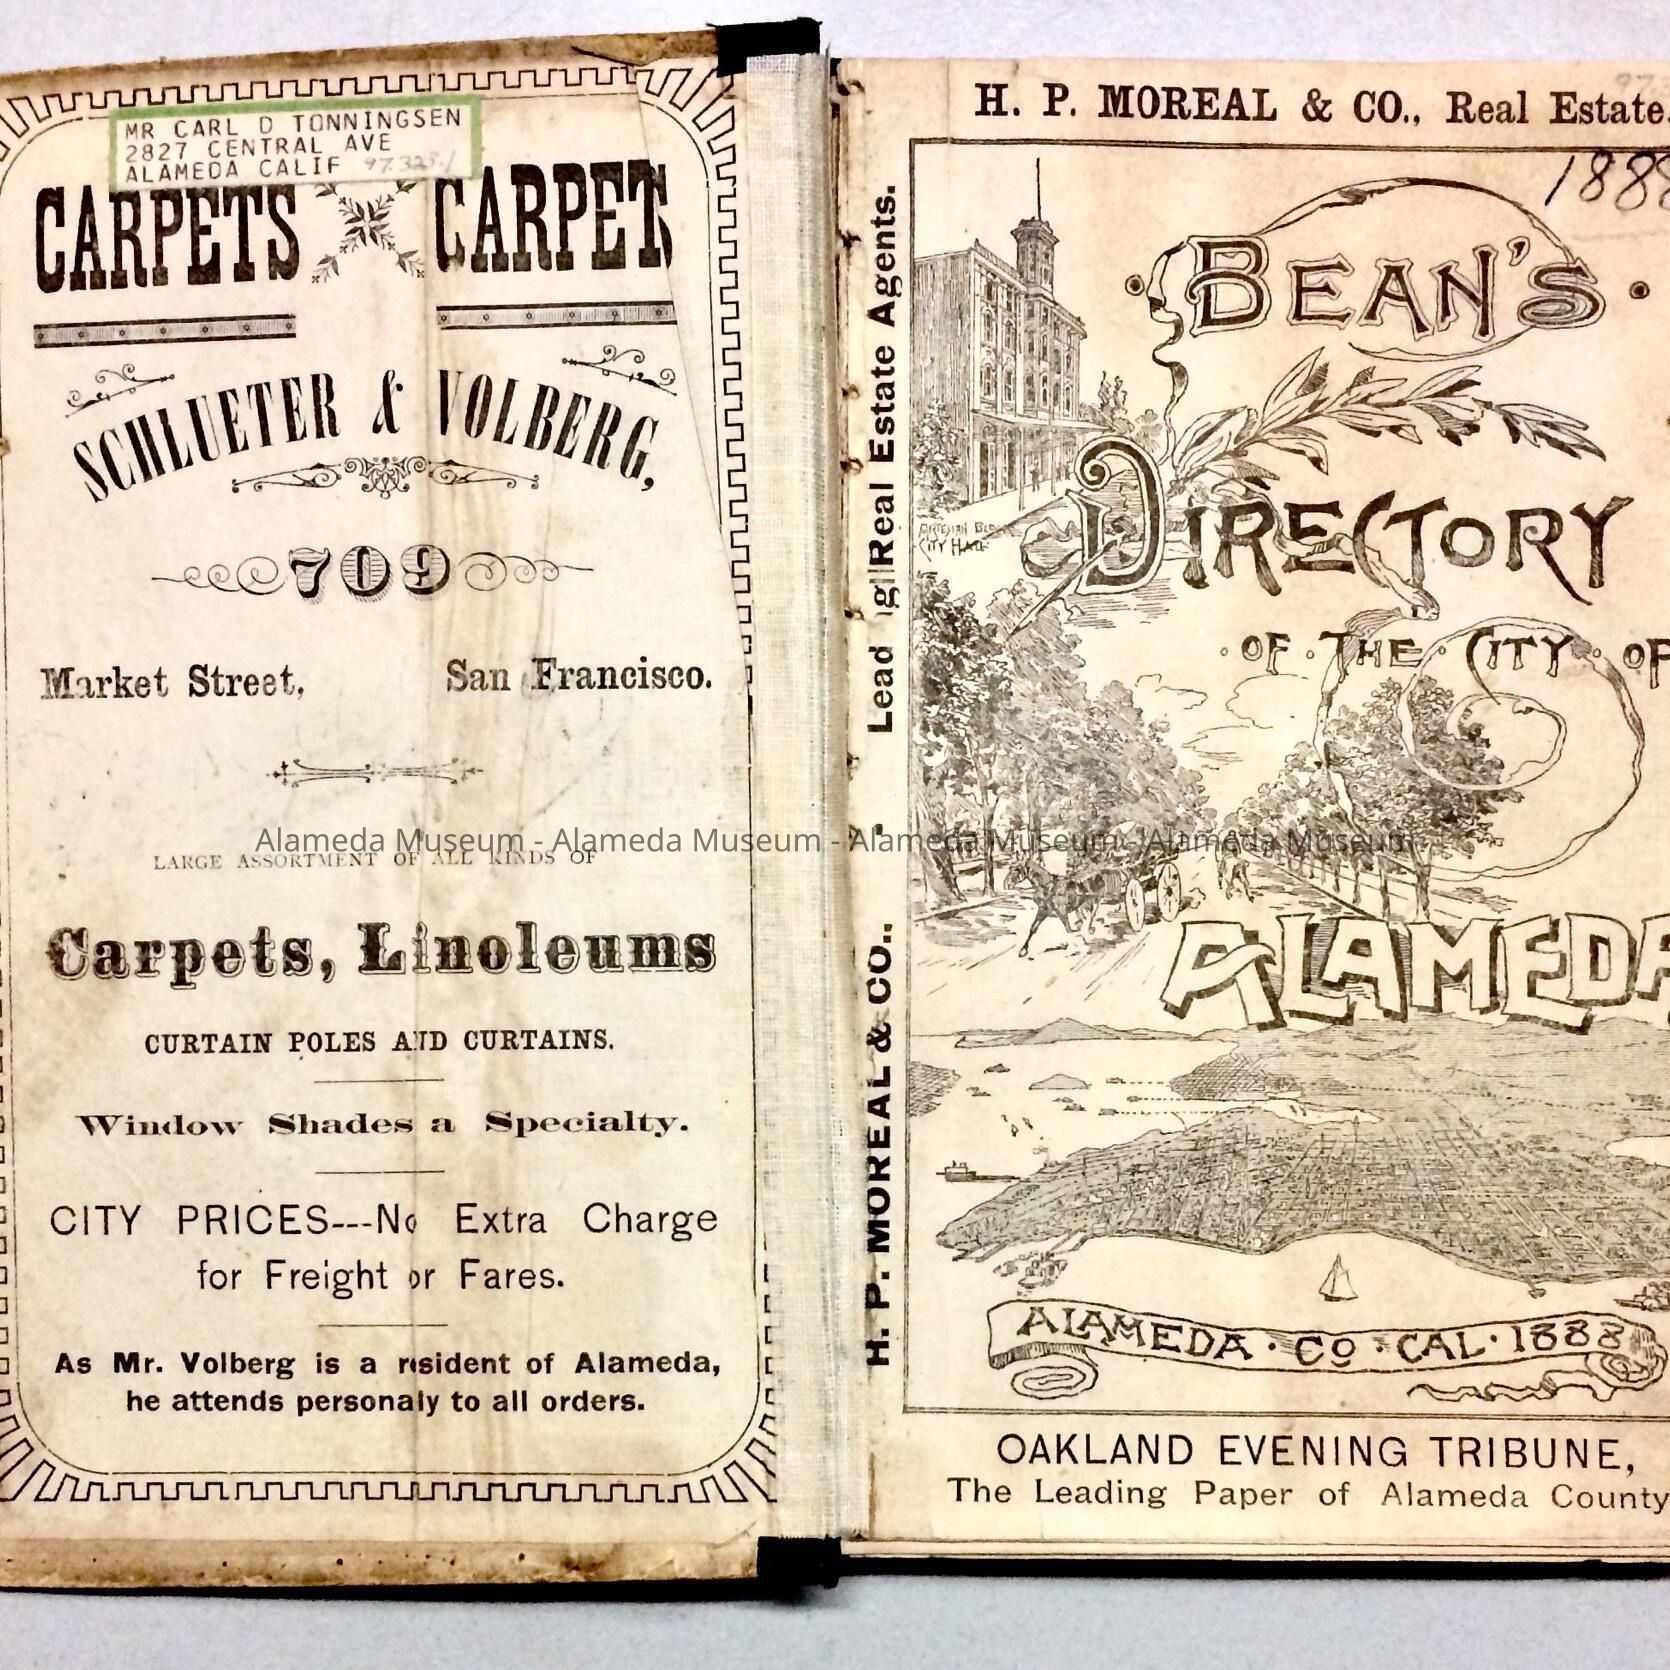 MR CARL D TONNINGSEN
2827 CENTRAL AVE
ALAMEDA CALIF 97.323.1
CARPETS CARPET
SCHLUETER & VOLBERG,
709
Market Street, San Francisco.
LARGE ASSORTMENT OF ALL KINDS OF
Carpets, Linoleums
CURTAIN POLES AND CURTAINS.
Window Shades a Specialty.
CITY PRICES---No Extra Charge
for Freight or Fares.
As Mr. Volberg is a resident of Alameda,
he attends personaly to all orders.
H. P. MOREAL & CO., Real Estate.
H. P. MOREAL & CO., Lead ig Real Estate Agents.
1888
BEAN'S
DIRECTORY
OF THE CITY OF
ALAMEDA
CITY HALL
ALAMEDA CO CAL 1888
OAKLAND EVENING TRIBUNE,
The Leading Paper of Alameda County
Alameda Museum - Alameda Museum - Alameda Museum - Alameda Museum